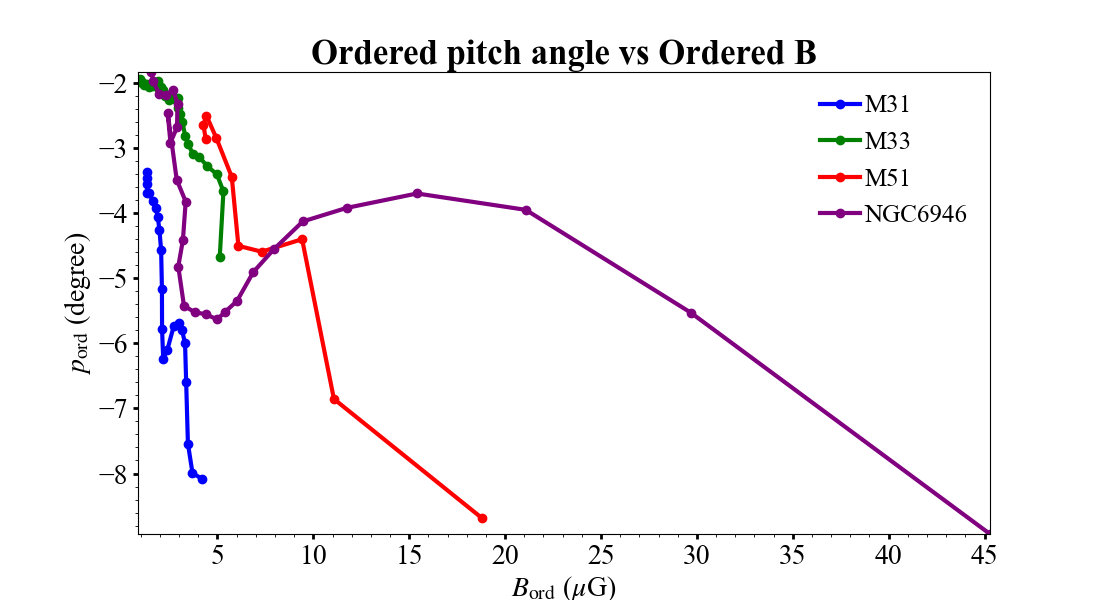 Ordered pitch angle vs Ordered B
−2
−3
−4
−5
−6
−7
−8
p_ord (degree)
M31
M33
M51
NGC6946
5 10 15 20 25 30 35 40 45
B_ord (μG)